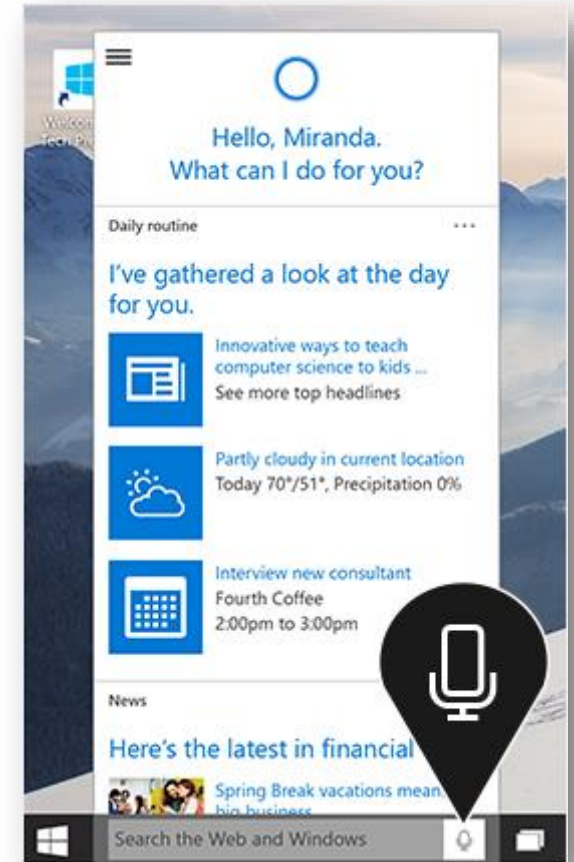 Hello, Miranda.
What can I do for you?
Daily routine
I've gathered a look at the day
for you.
Innovative ways to teach
computer science to kids ...
See more top headlines
Partly cloudy in current location
Today 70°/51°, Precipitation 0%
Interview new consultant
Fourth Coffee
2:00pm to 3:00pm
News
Here's the latest in financial
Spring Break vacations mean
big business
Search the Web and Windows